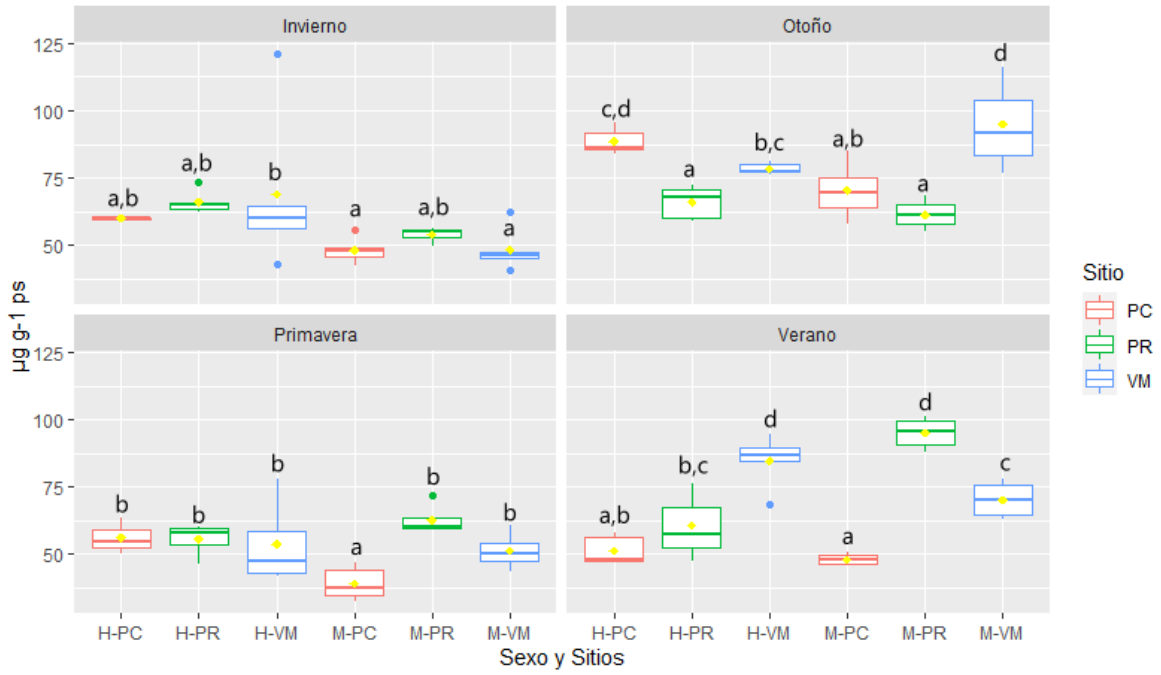 Invierno
Otoño
125
100
75
50
a,b
a,b
b
a
a,b
a
c,d
a
b,c
a,b
a
d
µg g-1 ps
Primavera
Verano
125
100
75
50
b
b
b
a
b
b
a,b
b,c
d
a
d
c
H-PC H-PR H-VM M-PC M-PR M-VM
H-PC H-PR H-VM M-PC M-PR M-VM
Sexo y Sitios
Sitio
PC
PR
VM